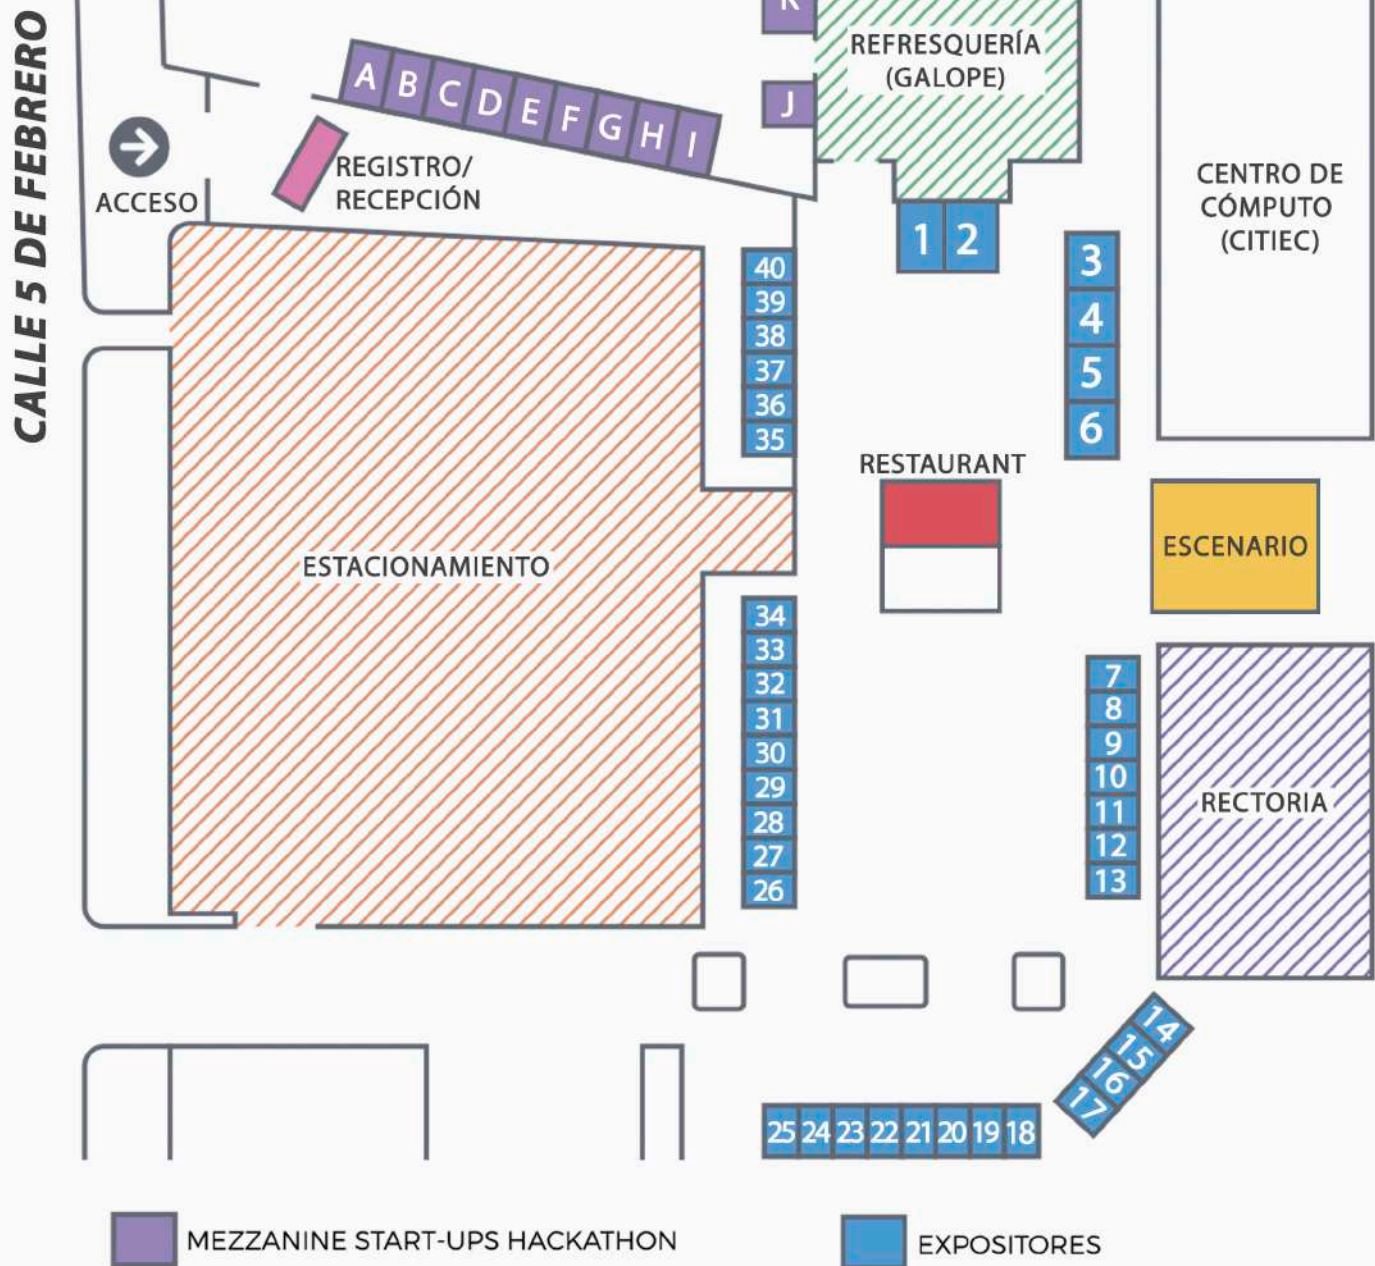 CALLE 5 DE FEBRERO
K
REFRESQUERÍA
(GALOPE)
A B C D E F G H I
J
ACCESO
REGISTRO/
RECEPCIÓN
CENTRO DE
CÓMPUTO
(CITIEC)
1 2
3
4
5
6
40
39
38
37
36
35
RESTAURANT
ESCENARIO
ESTACIONAMIENTO
34
33
32
31
30
29
28
27
26
7
8
9
10
11
12
13
RECTORIA
14
15
16
17
25 24 23 22 21 20 19 18
MEZZANINE START-UPS HACKATHON
EXPOSITORES